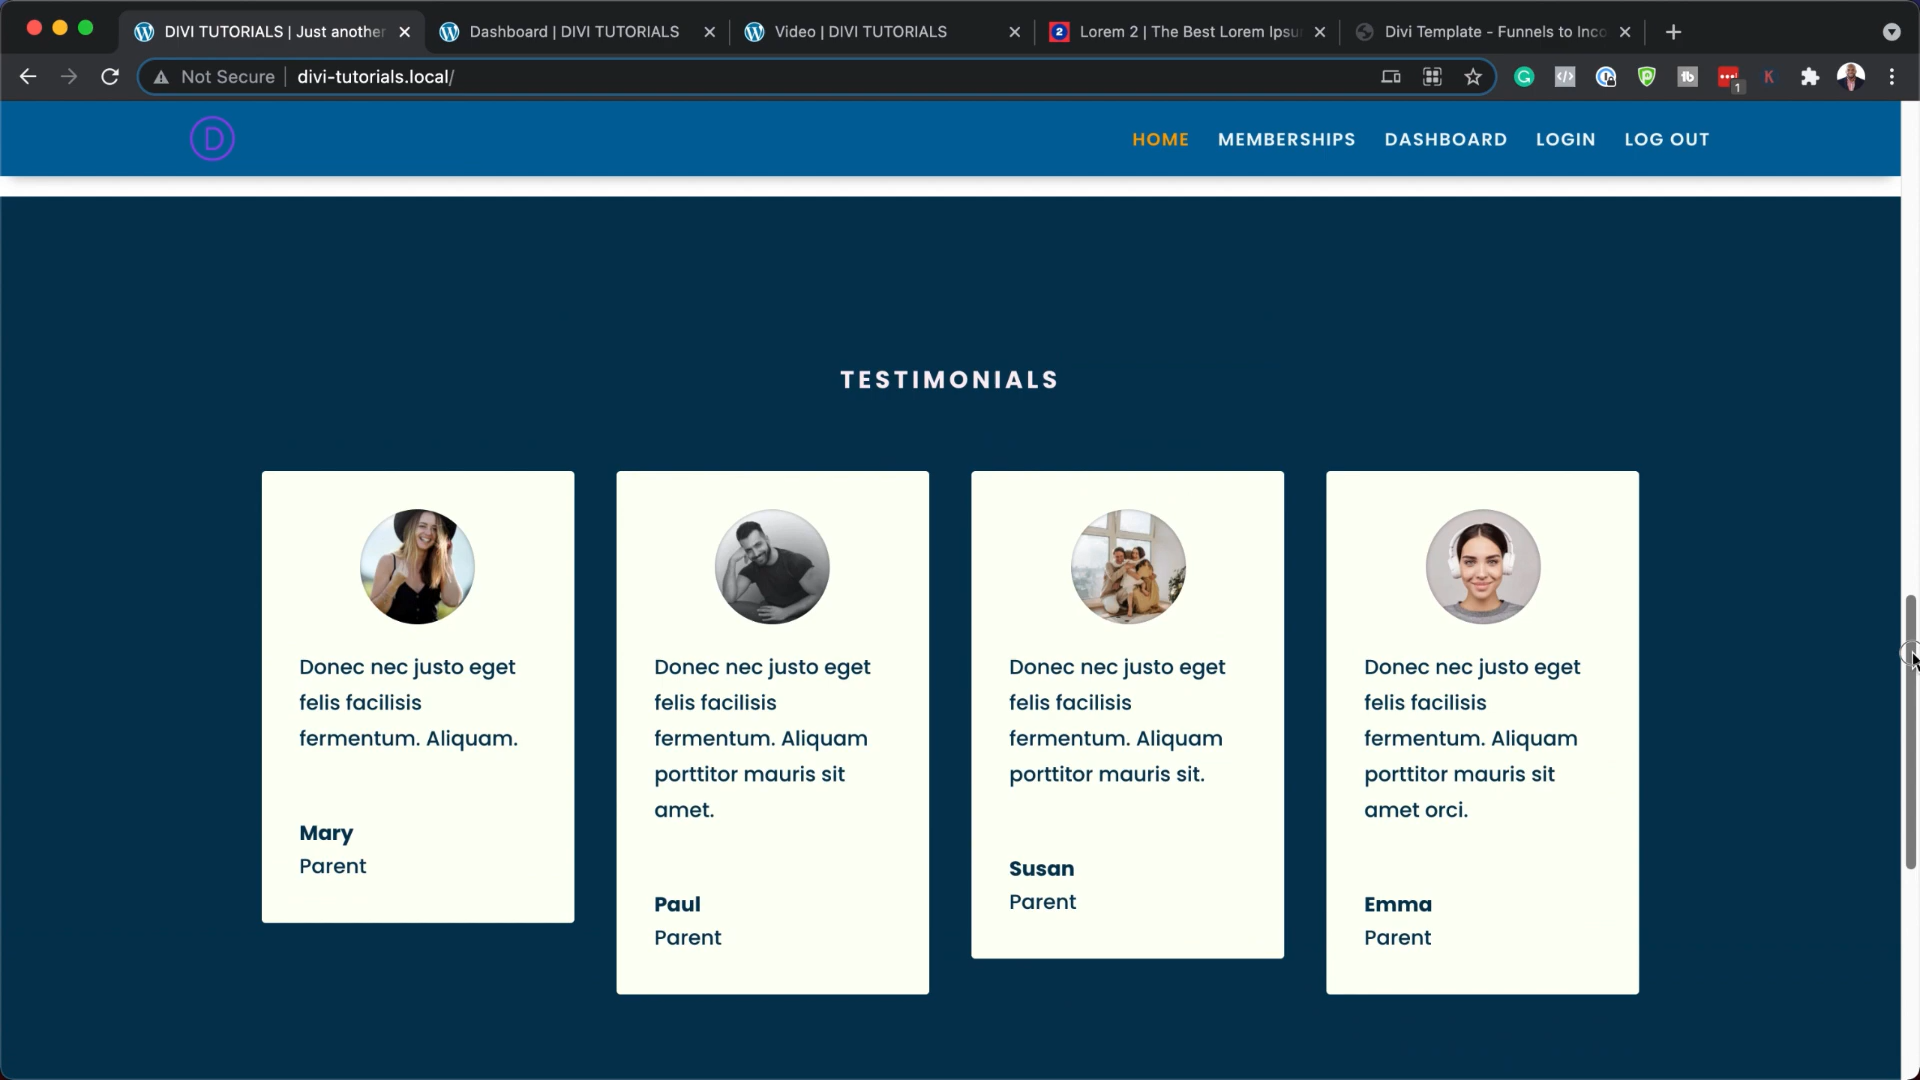 DIVI TUTORIALS | Just another
Dashboard | DIVI TUTORIALS
Video | DIVI TUTORIALS
2
Lorem 2 | The Best Lorem Ipsu
Divi Template - Funnels to Inco
Not Secure
divi-tutorials.local/
1
D
HOME
MEMBERSHIPS
DASHBOARD
LOGIN
LOG OUT
TESTIMONIALS
Donec nec justo eget
felis facilisis
fermentum. Aliquam.
Mary
Parent
Donec nec justo eget
felis facilisis
fermentum. Aliquam
porttitor mauris sit
amet.
Paul
Parent
Donec nec justo eget
felis facilisis
fermentum. Aliquam
porttitor mauris sit.
Susan
Parent
Donec nec justo eget
felis facilisis
fermentum. Aliquam
porttitor mauris sit
amet orci.
Emma
Parent